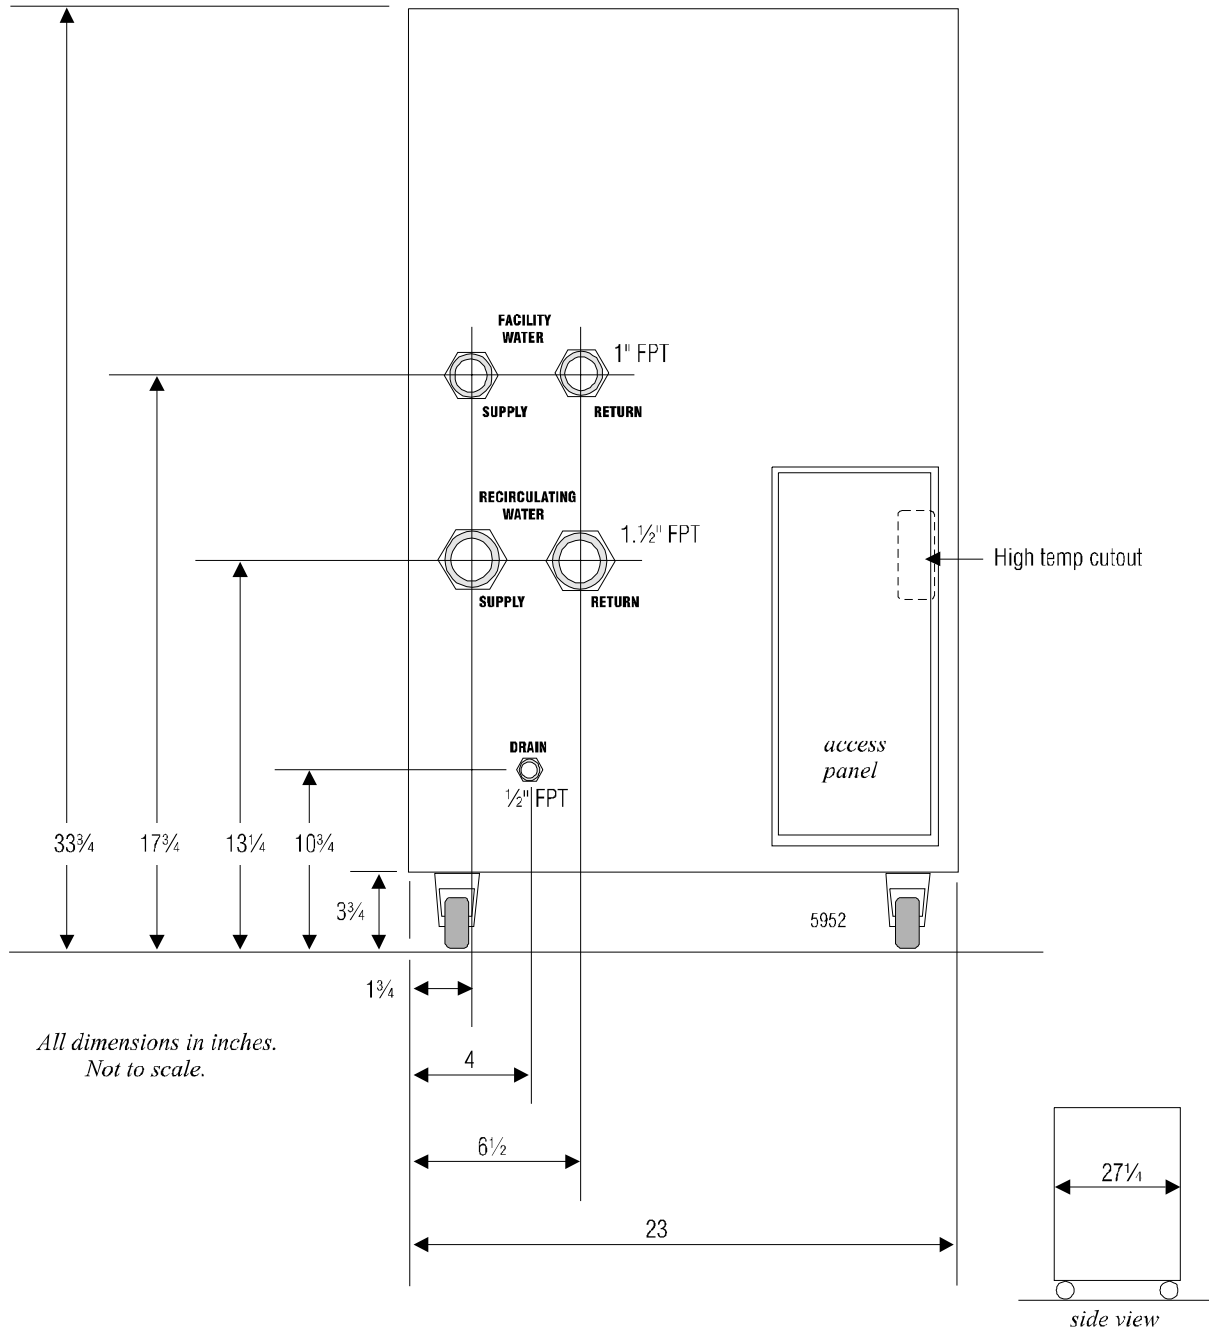 FACILITY
WATER
1" FPT
SUPPLY
RETURN
RECIRCULATING
WATER
1.½" FPT
High temp cutout
SUPPLY
RETURN
DRAIN
access
panel
½" FPT
33¾
17¾
13¼
10¾
3¾
5952
1¾
All dimensions in inches.
Not to scale.
4
6½
27¼
23
side view